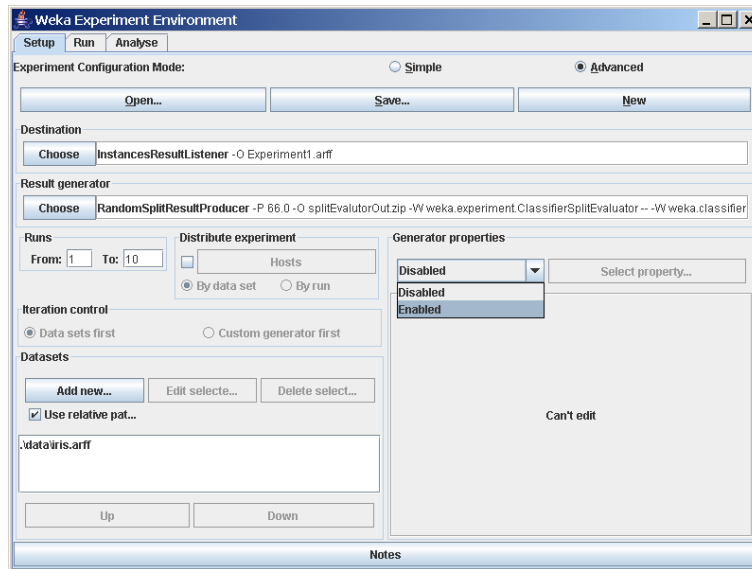 Weka Experiment Environment
Setup Run Analyse
Experiment Configuration Mode: Simple Advanced
Open... Save... New
Destination
Choose InstancesResultListener -O Experiment1.arff
Result generator
Choose RandomSplitResultProducer -P 66.0 -O splitEvalutorOut.zip -W weka.experiment.ClassifierSplitEvaluator -- -W weka.classifier
Runs
From: 1 To: 10
Distribute experiment
Hosts
By data set By run
Generator properties
Disabled Select property...
Disabled
Enabled
Can't edit
Iteration control
Data sets first Custom generator first
Datasets
Add new... Edit selecte... Delete select...
Use relative pat...
.\data\iris.arff
Up Down
Notes